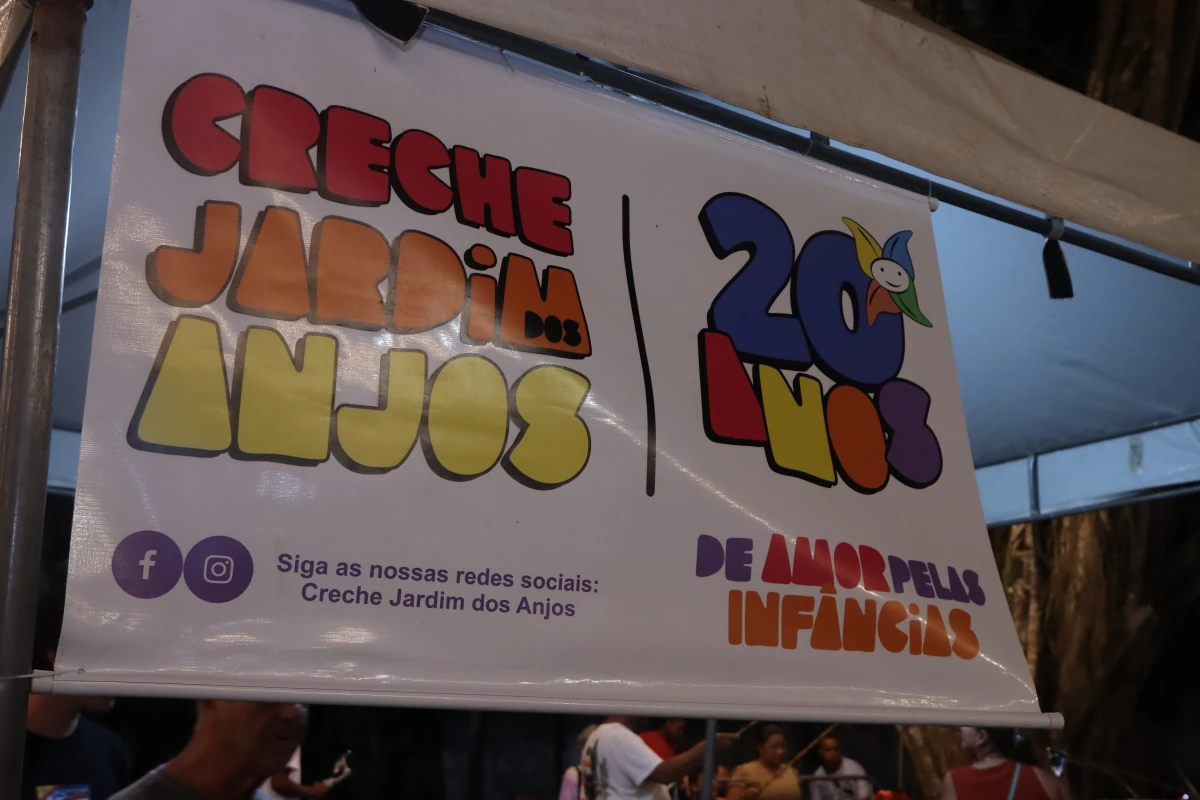 CRECHE
JARDiM
DOS
ANJOS
Siga as nossas redes sociais:
Creche Jardim dos Anjos
20
ANOS
DE AMOR PELAS
INFÂNCiAS